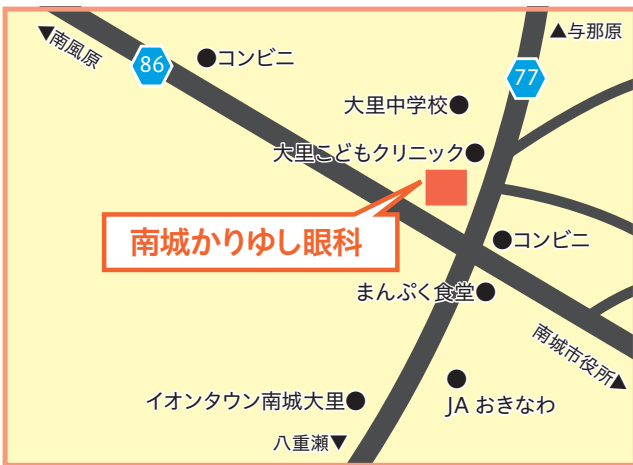 ▼南風原
86
コンビニ
▲与那原
77
大里中学校
大里こどもクリニック
南城かりゆし眼科
コンビニ
まんぷく食堂
南城市役所▲
イオンタウン南城大里
JA おきなわ
八重瀬▼